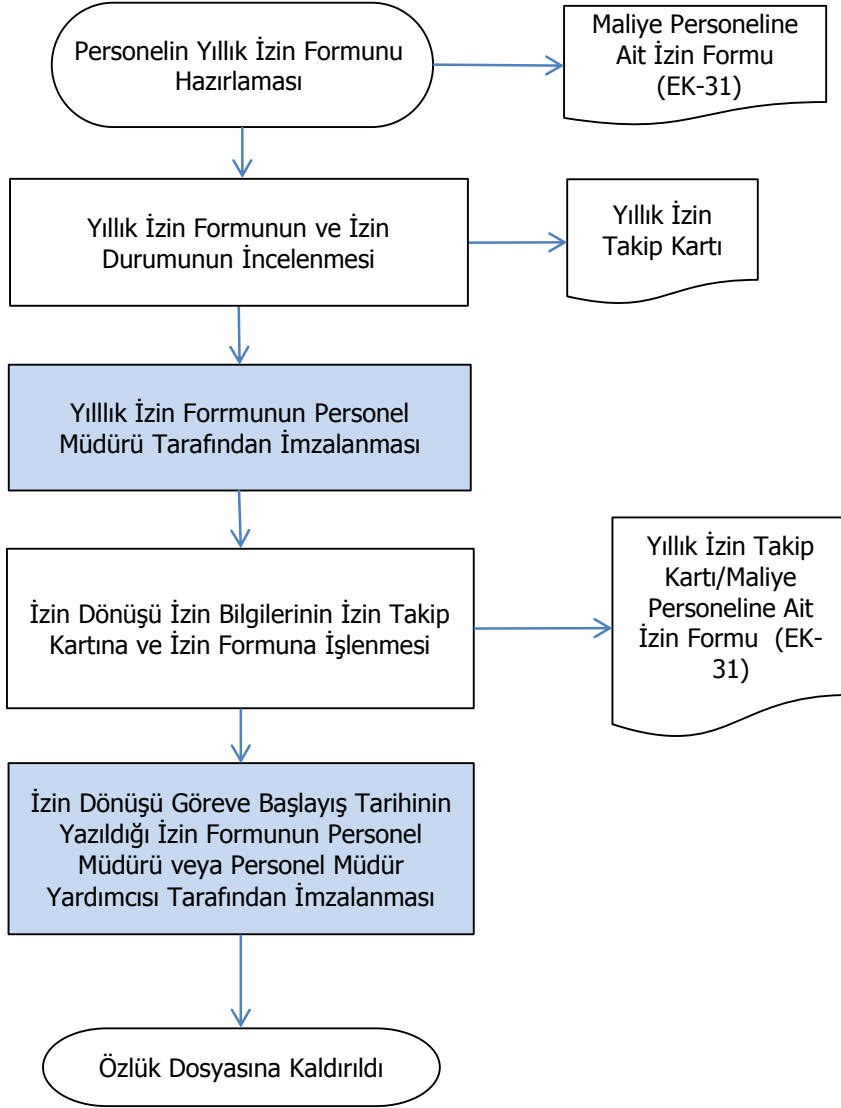 Personelin Yıllık İzin Formunu
Hazırlaması
Maliye Personeline
Ait İzin Formu
(EK-31)
Yıllık İzin Formunun ve İzin
Durumunun İncelenmesi
Yıllık İzin
Takip Kartı
Yılllık İzin Forrmunun Personel
Müdürü Tarafından İmzalanması
İzin Dönüşü İzin Bilgilerinin İzin Takip
Kartına ve İzin Formuna İşlenmesi
Yıllık İzin Takip
Kartı/Maliye
Personeline Ait
İzin Formu  (EK-
31)
İzin Dönüşü Göreve Başlayış Tarihinin
Yazıldığı İzin Formunun Personel
Müdürü veya Personel Müdür
Yardımcısı Tarafından İmzalanması
Özlük Dosyasına Kaldırıldı